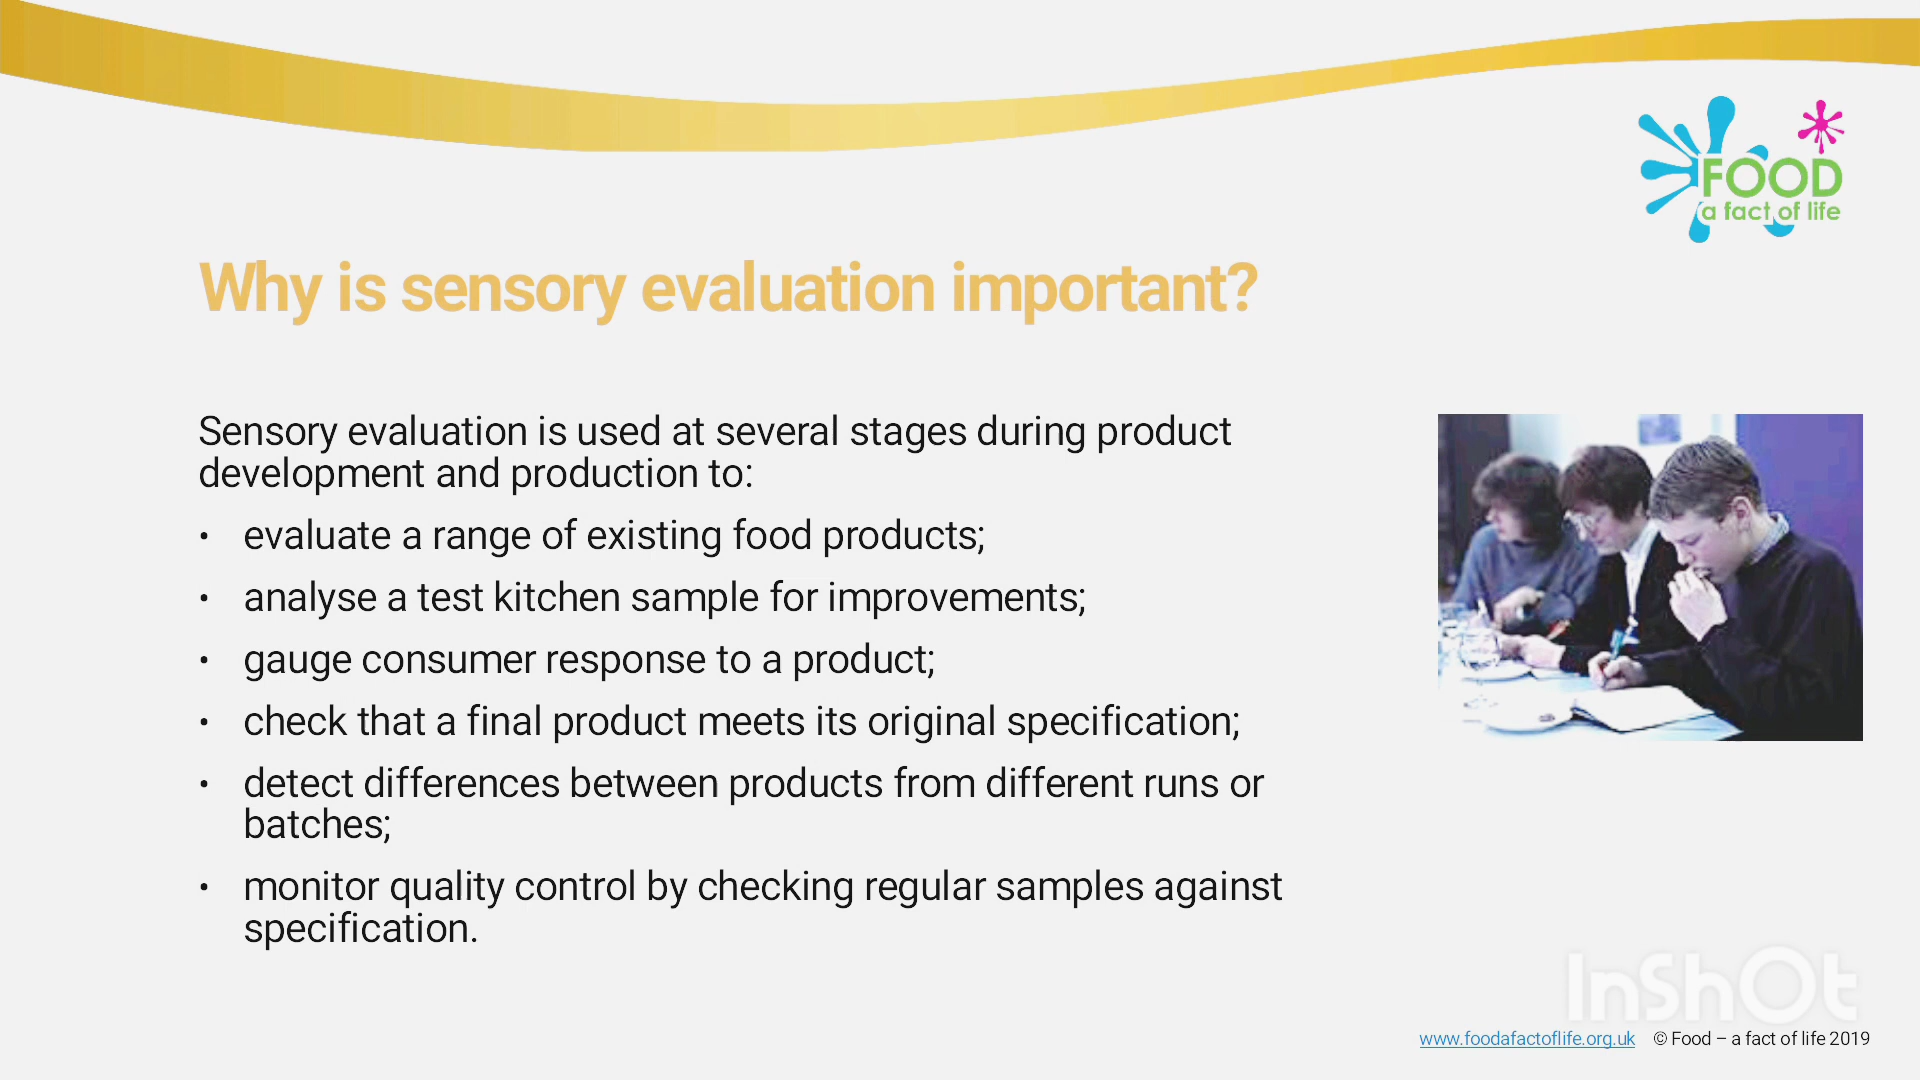 FOOD
a fact of life
Why is sensory evaluation important?
Sensory evaluation is used at several stages during product
development and production to:
• evaluate a range of existing food products;
• analyse a test kitchen sample for improvements;
• gauge consumer response to a product;
• check that a final product meets its original specification;
• detect differences between products from different runs or
batches;
• monitor quality control by checking regular samples against
specification.
InShOt
www.foodafactoflife.org.uk © Food – a fact of life 2019